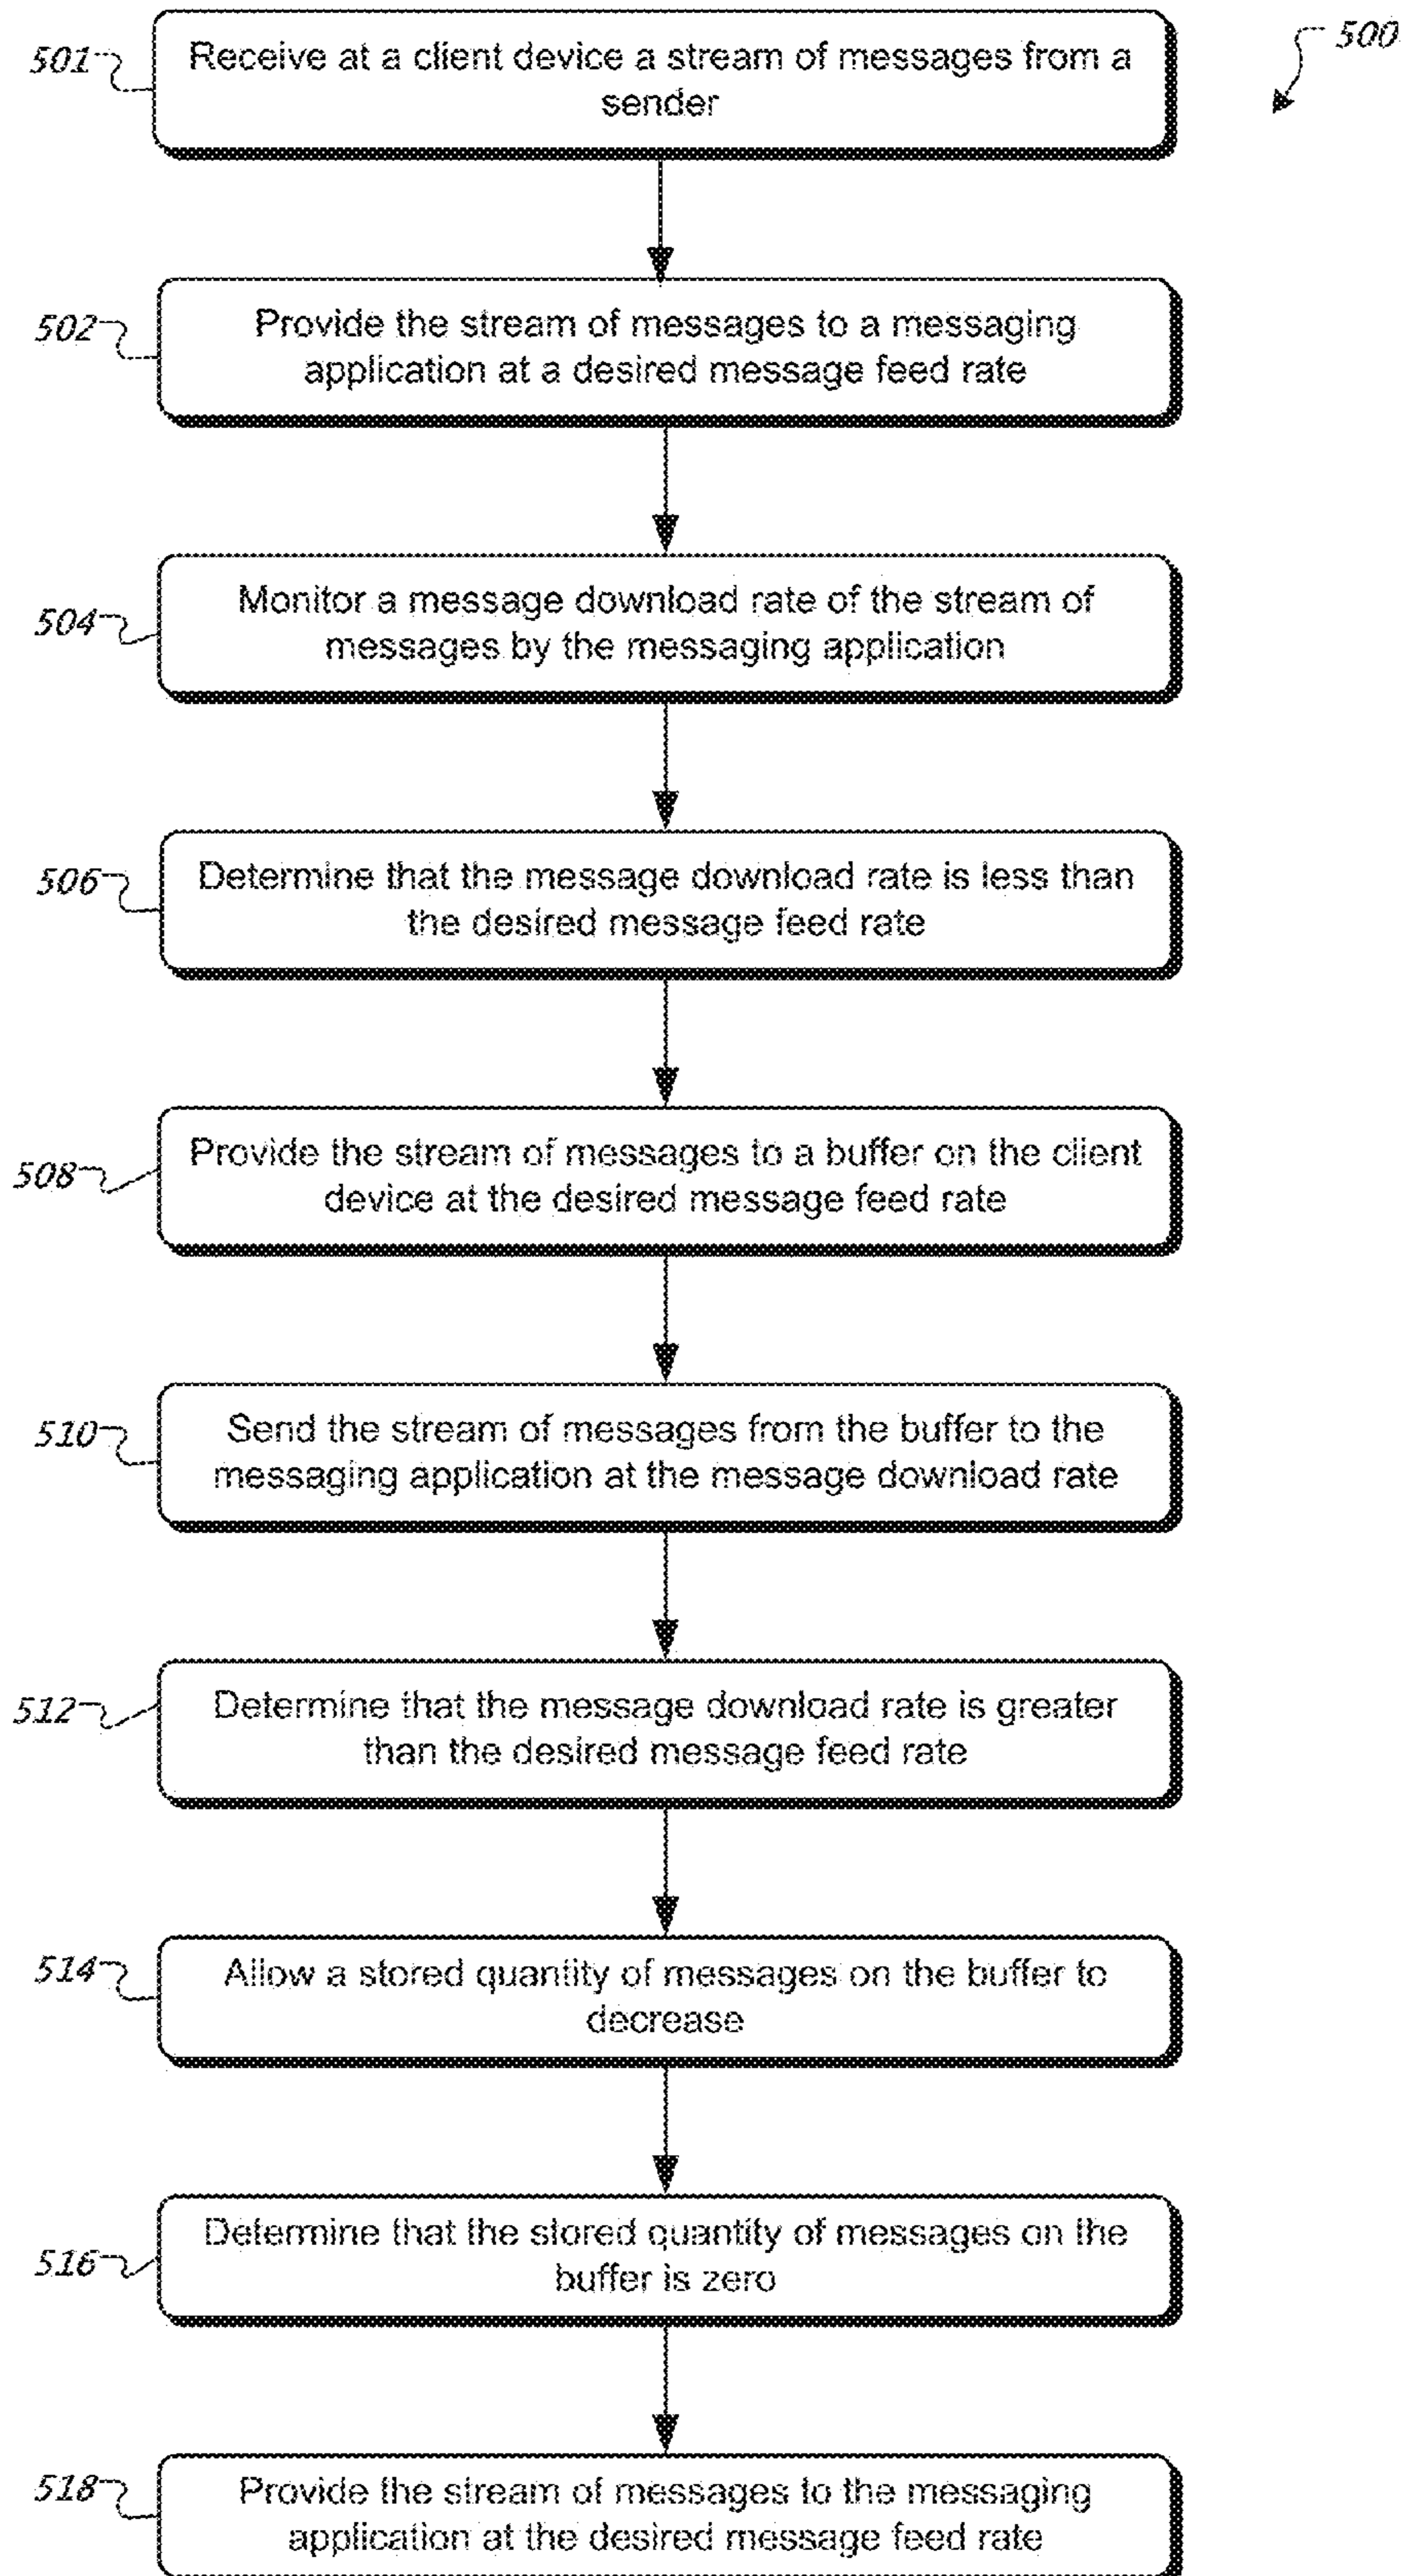 500
501
Receive at a client device a stream of messages from a
sender
502
Provide the stream of messages to a messaging
application at a desired message feed rate
504
Monitor a message download rate of the stream of
messages by the messaging application
506
Determine that the message download rate is less than
the desired message feed rate
508
Provide the stream of messages to a buffer on the client
device at the desired message feed rate
510
Send the stream of messages from the buffer to the
messaging application at the message download rate
512
Determine that the message download rate is greater
than the desired message feed rate
514
Allow a stored quantity of messages on the buffer to
decrease
516
Determine that the stored quantity of messages on the
buffer is zero
518
Provide the stream of messages to the messaging
application at the desired message feed rate